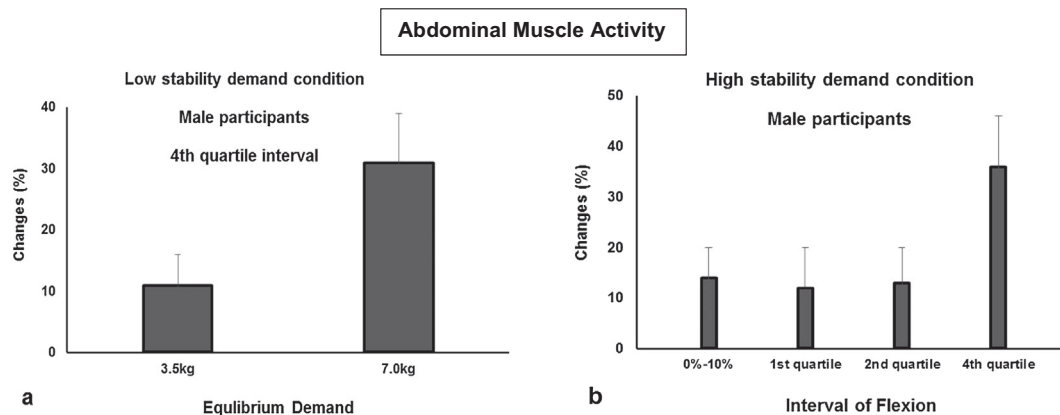 Abdominal Muscle Activity
Low stability demand condition
Male participants
4th quartile interval
Changes (%)
40
30
20
10
0
3.5kg 7.0kg
a
Equlibrium Demand
High stability demand condition
Male participants
Changes (%)
50
40
30
20
10
0
0%-10% 1st quartile 2nd quartile 4th quartile
b
Interval of Flexion